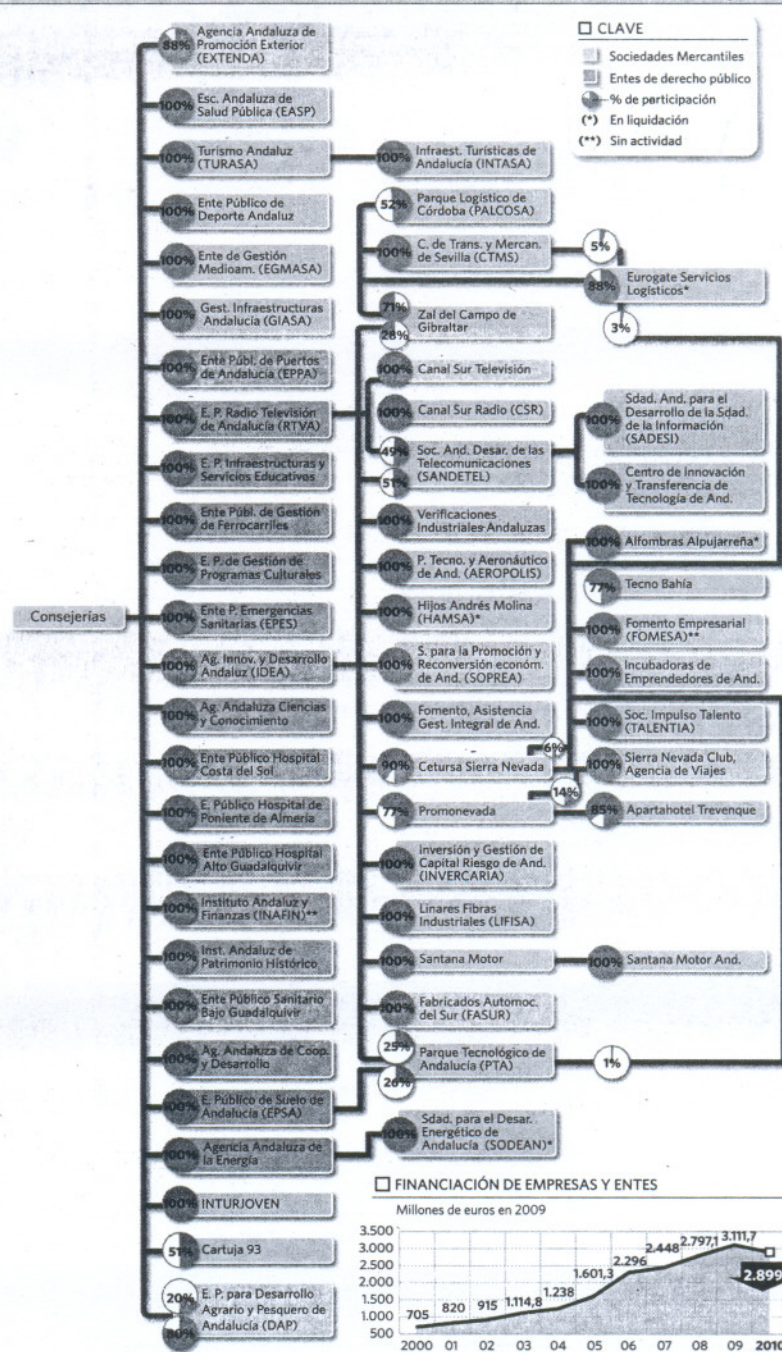 CLAVE
Sociedades Mercantiles
Entes de derecho público
% de participación
(*) En liquidación
(**) Sin actividad
Consejerías
88%
Agencia Andaluza de
Promoción Exterior
(EXTENDA)
100%
Esc. Andaluza de
Salud Pública (EASP)
100%
Turismo Andaluz
(TURASA)
100%
Infraest. Turísticas de
Andalucía (INTASA)
100%
Ente Público de
Deporte Andaluz
100%
Ente de Gestión
Medioam. (EGMASA)
100%
Gest. Infraestructuras
Andalucía (GIASA)
100%
Ente Públ. de Puertos
de Andalucía (EPPA)
100%
E. P. Radio Televisión
de Andalucía (RTVA)
100%
E. P. Infraestructuras y
Servicios Educativos
100%
Ente Públ. de Gestión
de Ferrocarriles
100%
E. P. de Gestión de
Programas Culturales
100%
Ente P. Emergencias
Sanitarias (EPES)
100%
Ag. Innov. y Desarrollo
Andaluz (IDEA)
100%
Ag. Andaluza Ciencias
y Conocimiento
100%
Ente Público Hospital
Costa del Sol
100%
E. Público Hospital de
Poniente de Almería
100%
Ente Público Hospital
Alto Guadalquivir
100%
Instituto Andaluz y
Finanzas (INAFIN)**
100%
Inst. Andaluz de
Patrimonio Histórico
100%
Ente Público Sanitario
Bajo Guadalquivir
100%
Ag. Andaluza de Coop.
y Desarrollo
100%
E. Público de Suelo de
Andalucía (EPSA)
100%
Agencia Andaluza de
la Energía
100%
INTURJOVEN
51%
Cartuja 93
20%
80%
E. P. para Desarrollo
Agrario y Pesquero de
Andalucía (DAP)
52%
Parque Logístico de
Córdoba (PALCOSA)
100%
C. de Trans. y Mercan.
de Sevilla (CTMS)
5%
88%
Eurogate Servicios
Logísticos*
3%
71%
28%
Zal del Campo de
Gibraltar
100%
Canal Sur Televisión
100%
Canal Sur Radio (CSR)
49%
51%
Soc. And. Desar. de las
Telecomunicaciones
(SANDETEL)
100%
Sdad. And. para el
Desarrollo de la Sdad.
de la Información
(SADESI)
100%
Centro de Innovación
y Transferencia de
Tecnología de And.
100%
Verificaciones
Industriales Andaluzas
100%
P. Tecno. y Aeronáutico
de And. (AEROPOLIS)
100%
Hijos Andrés Molina
(HAMSA)*
100%
S. para la Promoción y
Reconversión económ.
de And. (SOPREA)
100%
Fomento, Asistencia
Gest. Integral de And.
90%
Cetursa Sierra Nevada
6%
77%
Promonevada
14%
100%
Alfombras Alpujarreña*
77%
Tecno Bahía
100%
Fomento Empresarial
(FOMESA)**
100%
Incubadoras de
Emprendedores de And.
100%
Soc. Impulso Talento
(TALENTIA)
100%
Sierra Nevada Club,
Agencia de Viajes
85%
Apartahotel Trevenque
100%
Inversión y Gestión de
Capital Riesgo de And.
(INVERCARIA)
100%
Linares Fibras
Industriales (LIFISA)
100%
Santana Motor
100%
Santana Motor And.
100%
Fabricados Automoc.
del Sur (FASUR)
25%
26%
Parque Tecnológico de
Andalucía (PTA)
1%
100%
Sdad. para el Desar.
Energético de
Andalucía (SODEAN)*
FINANCIACIÓN DE EMPRESAS Y ENTES
Millones de euros en 2009
3.500
3.000
2.500
2.000
1.500
1.000
500
705 820 915 1.114,8 1.238 1.601,3 2.296 2.448 2.797,1 3.111,7
2.899
2000 01 02 03 04 05 06 07 08 09 2010